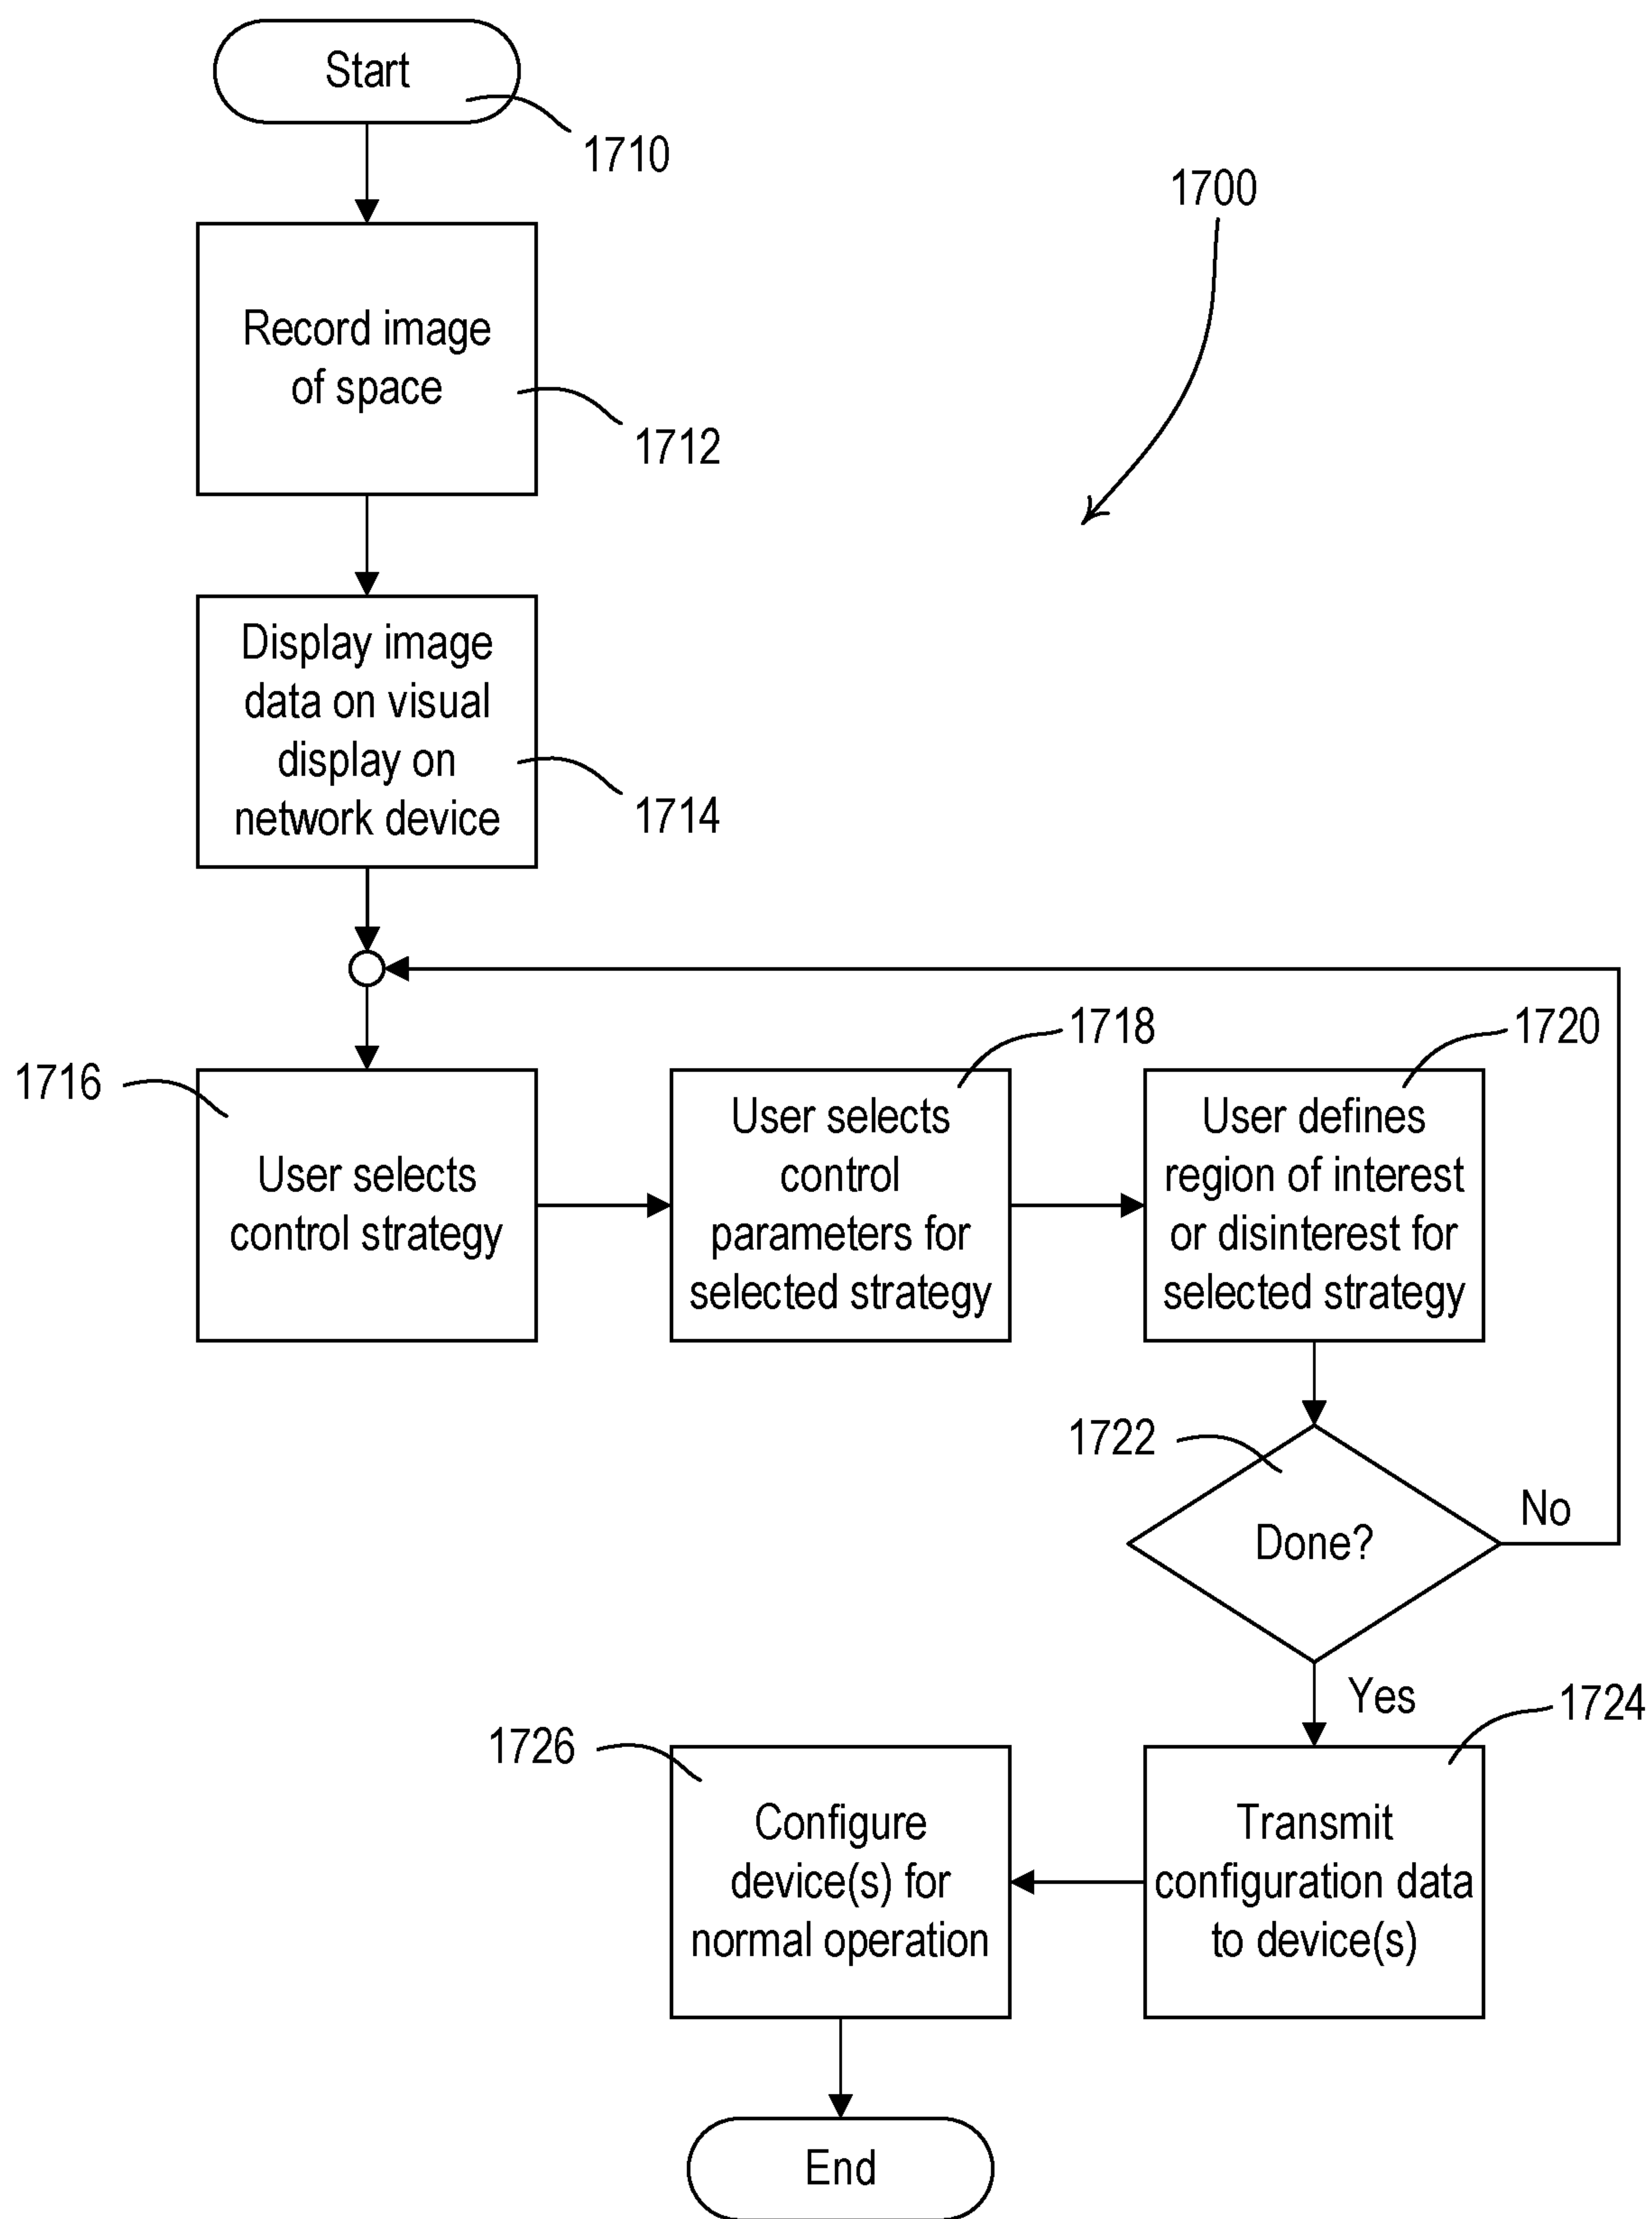 Start
1710
1700
Record image
of space
1712
Display image
data on visual
display on
network device
1714
1716
User selects
control strategy
1718
User selects
control
parameters for
selected strategy
1720
User defines
region of interest
or disinterest for
selected strategy
1722
Done?
No
Yes
1724
Transmit
configuration data
to device(s)
1726
Configure
device(s) for
normal operation
End